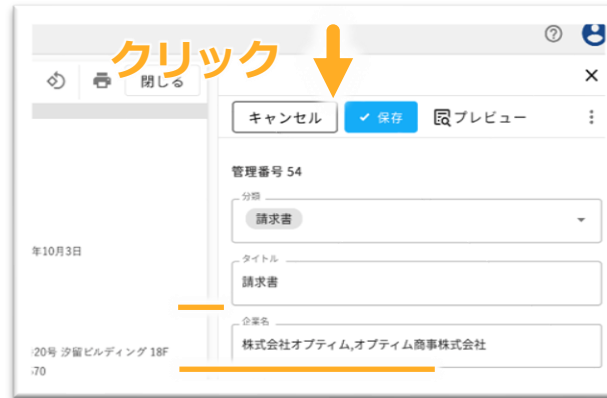 クリック
閉じる
キャンセル
保存
プレビュー
管理番号 54
分類
請求書
タイトル
請求書
年10月3日
企業名
株式会社オプティム,オプティム商事株式会社
20号 汐留ビルディング 18F
70